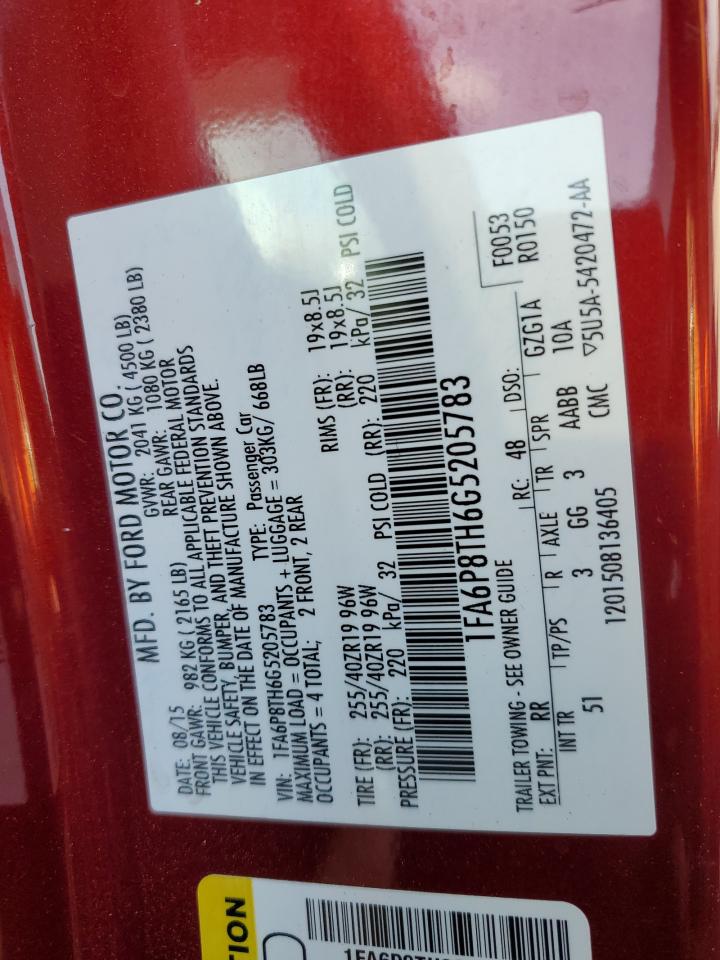 MFD. BY FORD MOTOR CO.
DATE: 08/15 GVWR: 2041 KG ( 4500 LB)
FRONT GAWR: 982 KG ( 2165 LB) REAR GAWR: 1080 KG ( 2380 LB)
THIS VEHICLE CONFORMS TO ALL APPLICABLE FEDERAL MOTOR
VEHICLE SAFETY, BUMPER, AND THEFT PREVENTION STANDARDS
IN EFFECT ON THE DATE OF MANUFACTURE SHOWN ABOVE.
VIN: 1FA6P8TH6G5205783 TYPE: Passenger Car
MAXIMUM LOAD = OCCUPANTS + LUGGAGE = 303KG/ 668LB
OCCUPANTS = 4 TOTAL; 2 FRONT, 2 REAR
TIRE (FR): 255/40ZR19 96W RIMS (FR): 19x8.5J
(RR): 255/40ZR19 96W (RR): 19x8.5J
PRESSURE (FR): 220 kPa/ 32 PSI COLD (RR): 220 kPa/ 32 PSI COLD
1FA6P8TH6G5205783
F0053
R0150
TRAILER TOWING - SEE OWNER GUIDE
EXT PNT: RR RC: 48 DSO:
INT TR TP/PS R AXLE TR SPR GZG1A
51 3 GG 3 AABB 10A
1201508136405 CMC ▽5U5A-5420472-AA
TION